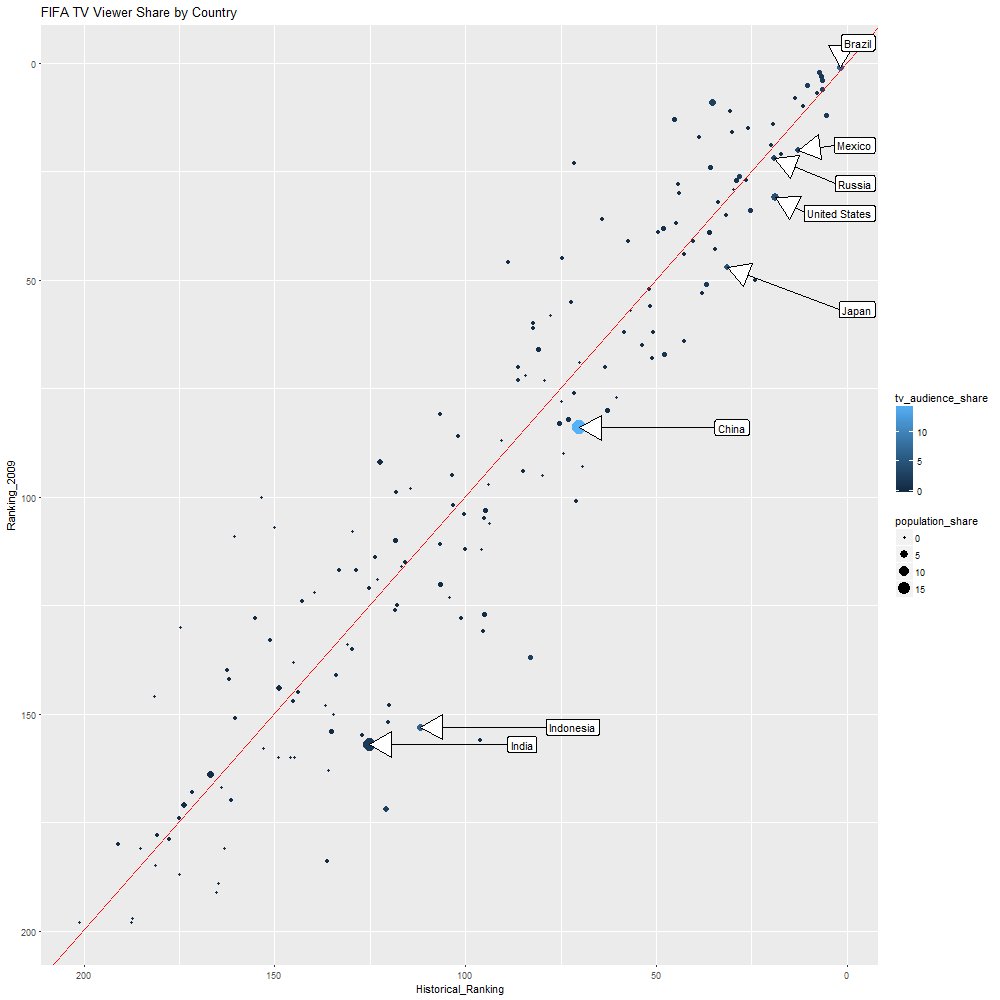 FIFA TV Viewer Share by Country
Brazil
Mexico
Russia
United States
Japan
China
Indonesia
India
Ranking_2009
0
50
100
150
200
200
150
100
50
0
Historical_Ranking
tv_audience_share
10
5
0
population_share
0
5
10
15